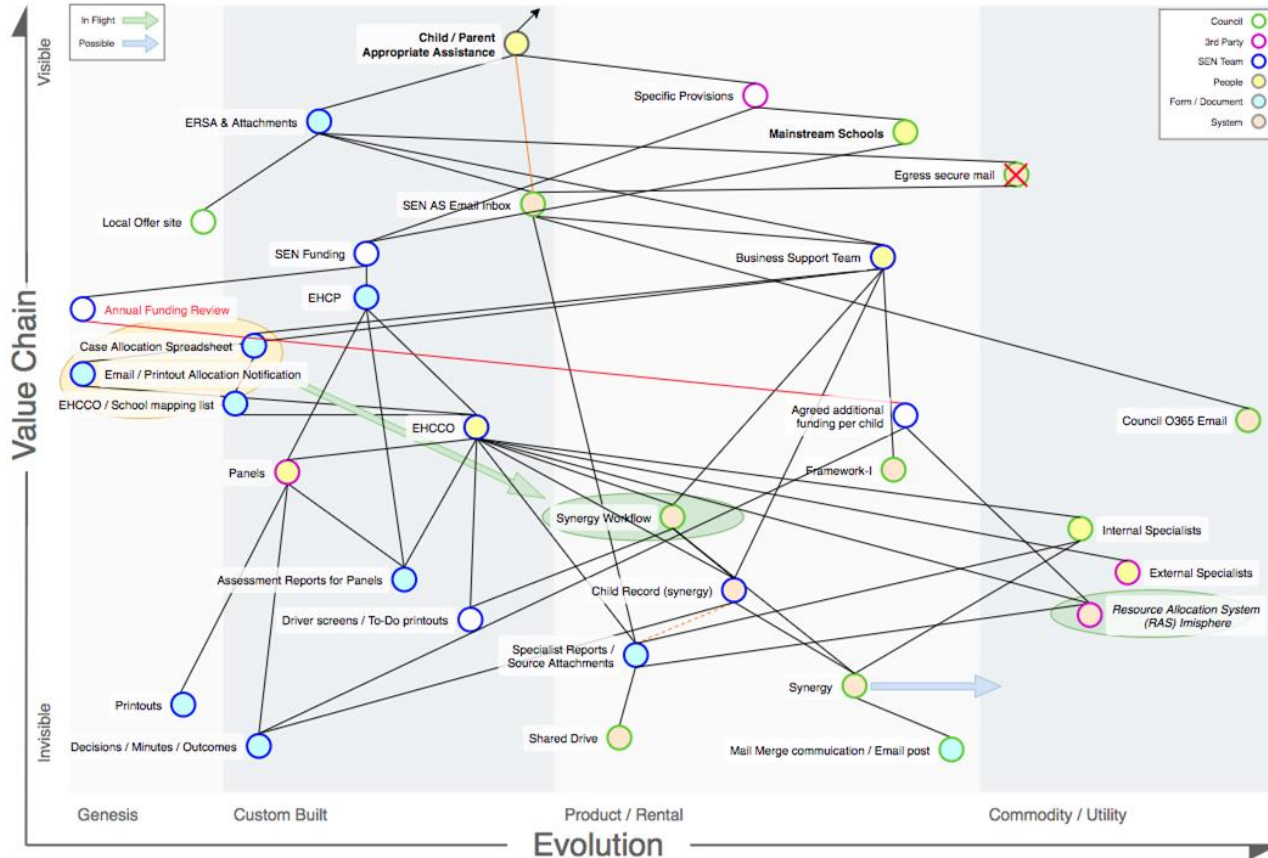 In Flight
Possible
Child / Parent
Appropriate Assistance
Council
3rd Party
SEN Team
People
Form / Document
System
Visible
Specific Provisions
ERSA & Attachments
Mainstream Schools
Egress secure mail
SEN AS Email Inbox
Local Offer site
SEN Funding
Business Support Team
EHCP
Annual Funding Review
Case Allocation Spreadsheet
Email / Printout Allocation Notification
EHCCO / School mapping list
Agreed additional
funding per child
Council O365 Email
EHCCO
Value Chain
Panels
Framework-I
Synergy Workflow
Internal Specialists
External Specialists
Assessment Reports for Panels
Child Record (synergy)
Resource Allocation System
(RAS) Imisphere
Driver screens / To-Do printouts
Specialist Reports /
Source Attachments
Synergy
Printouts
Shared Drive
Decisions / Minutes / Outcomes
Mail Merge commuication / Email post
Invisible
Genesis
Custom Built
Product / Rental
Commodity / Utility
Evolution